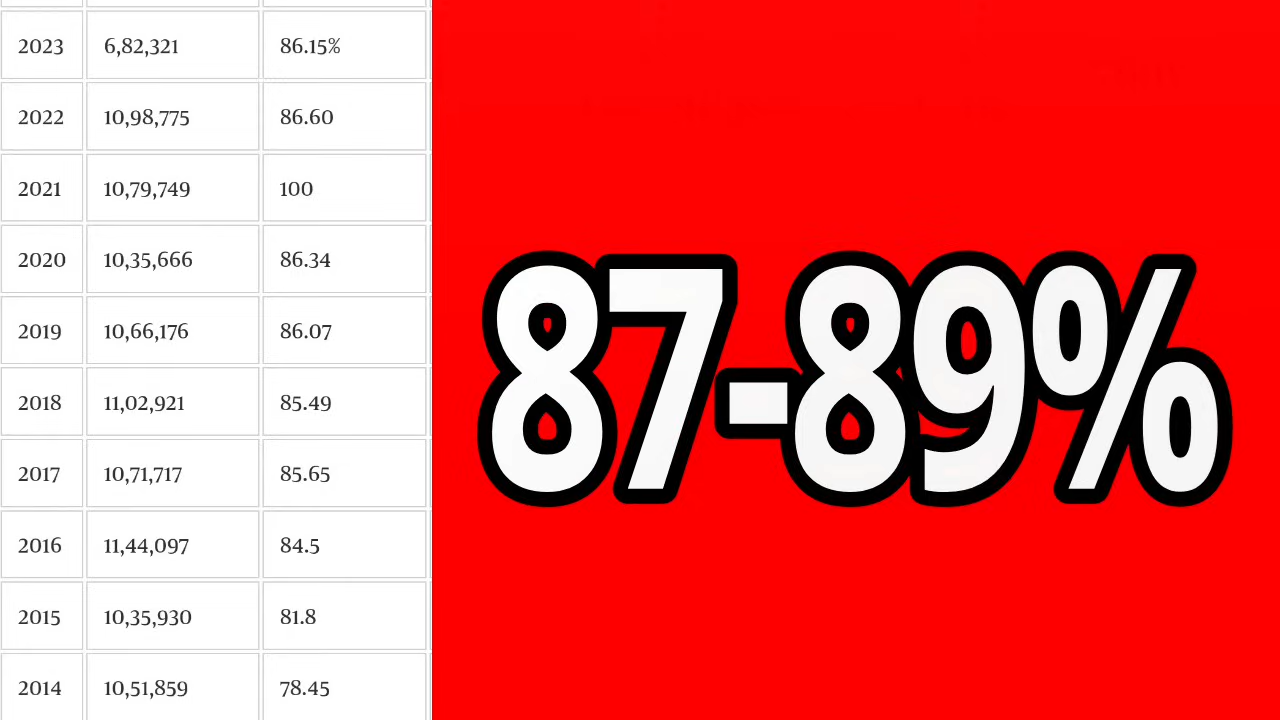 2023 6,82,321 86.15%
2022 10,98,775 86.60
2021 10,79,749 100
2020 10,35,666 86.34
2019 10,66,176 86.07
2018 11,02,921 85.49
2017 10,71,717 85.65
2016 11,44,097 84.5
2015 10,35,930 81.8
2014 10,51,859 78.45
87-89%